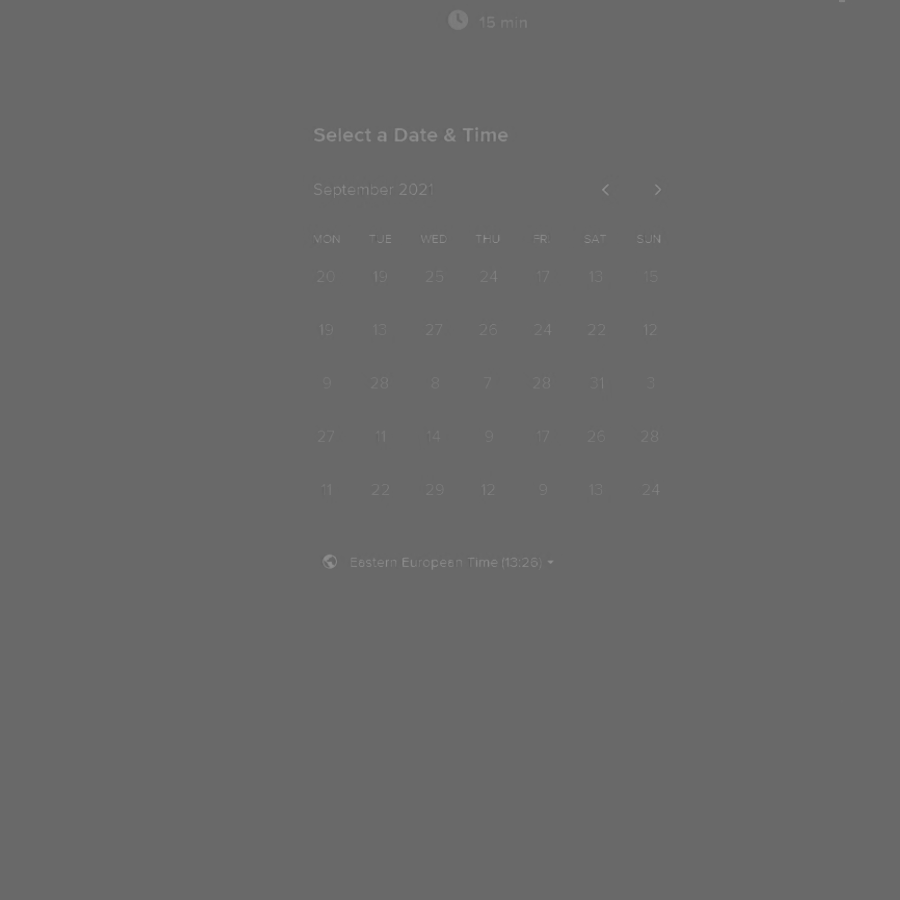 15 min
Select a Date & Time
September 2021
MON TUE WED THU FRI SAT SUN
20 19 25 24 17 13 15
19 13 27 26 24 22 12
9 28 8 7 28 31 3
27 11 14 9 17 26 28
11 22 29 12 9 13 24
Eastern European Time (13:26)